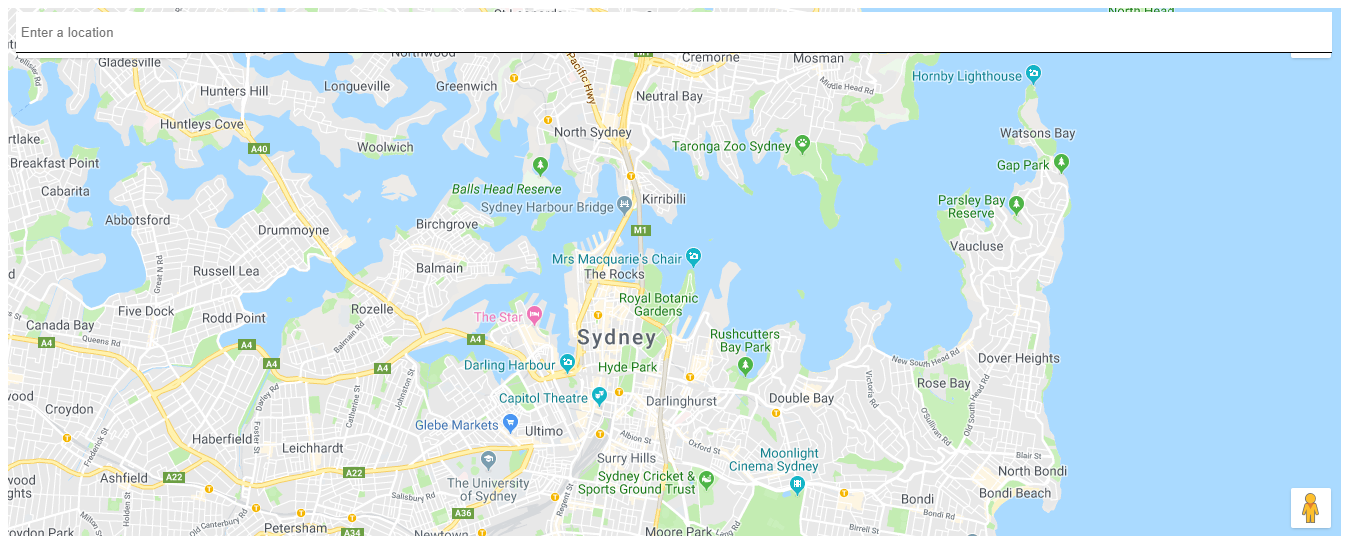 North Head
Enter a location
Gladesville
Pellisier Rd
Northwood
Longueville
Greenwich
Pacific Hwy
M1
Cremorne
Mosman
Hornby Lighthouse
Hunters Hill
Neutral Bay
Middle Head Rd
Huntleys Cove
North Sydney
Watsons Bay
A40
Woolwich
Taronga Zoo Sydney
Gap Park
Breakfast Point
Cabarita
Balls Head Reserve
Kirribilli
Sydney Harbour Bridge
Parsley Bay
Reserve
Abbotsford
Birchgrove
Drummoyne
M1
Vaucluse
Great N Rd
Russell Lea
Balmain
Mrs Macquarie's Chair
The Rocks
Royal Botanic
Gardens
Five Dock
Rodd Point
Rozelle
The Star
Canada Bay
Queens Rd
A4
A4
A4
A4
Balmain Rd
Sydney
Rushcutters
Bay Park
Darling Harbour
Hyde Park
New South Head Rd
Dover Heights
Rose Bay
Croydon
Darley Rd
Catherine St
Johnston St
Capitol Theatre
Darlinghurst
Double Bay
Victoria Rd
O'Sullivan Rd
Old South Head Rd
Frederick St
Haberfield
Foster St
Leichhardt
Glebe Markets
Ultimo
Albion St
Oxford St
Surry Hills
Moonlight
Cinema Sydney
Blair St
North Bondi
Ashfield
A22
A22
The University
of Sydney
Sydney Cricket &
Sports Ground Trust
Bondi
Bondi Beach
Holden St
Salisbury Rd
Regent St
Old Canterbury Rd
A36
Bondi Rd
Birrell St
Milton
Petersham
A34
Newtown
Moore Park